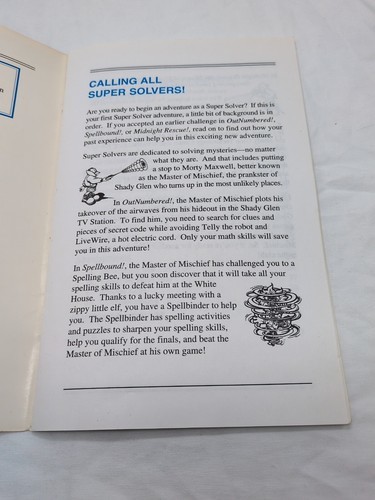 n
CALLING ALL
SUPER SOLVERS!
Are you ready to begin an adventure as a Super Solver? If this is
your first Super Solver adventure, a little bit of background is in
order. If you accepted an earlier challenge in OutNumbered!,
Spellbound!, or Midnight Rescue!, read on to find out how your
past experience can help you in this exciting new adventure.
Super Solvers are dedicated to solving mysteries—no matter
what they are. And that includes putting
a stop to Morty Maxwell, better known
as the Master of Mischief, the prankster of
Shady Glen who turns up in the most unlikely places.
In OutNumbered!, the Master of Mischief plots his
takeover of the airwaves from his hideout in the Shady Glen
TV Station. To find him, you need to search for clues and
pieces of secret code while avoiding Telly the robot and
LiveWire, a hot electric cord. Only your math skills will save
you in this adventure!
In Spellbound!, the Master of Mischief has challenged you to a
Spelling Bee, but you soon discover that it will take all your
spelling skills to defeat him at the White
House. Thanks to a lucky meeting with a
zippy little elf, you have a Spellbinder to help
you. The Spellbinder has spelling activities
and puzzles to sharpen your spelling skills,
help you qualify for the finals, and beat the
Master of Mischief at his own game!